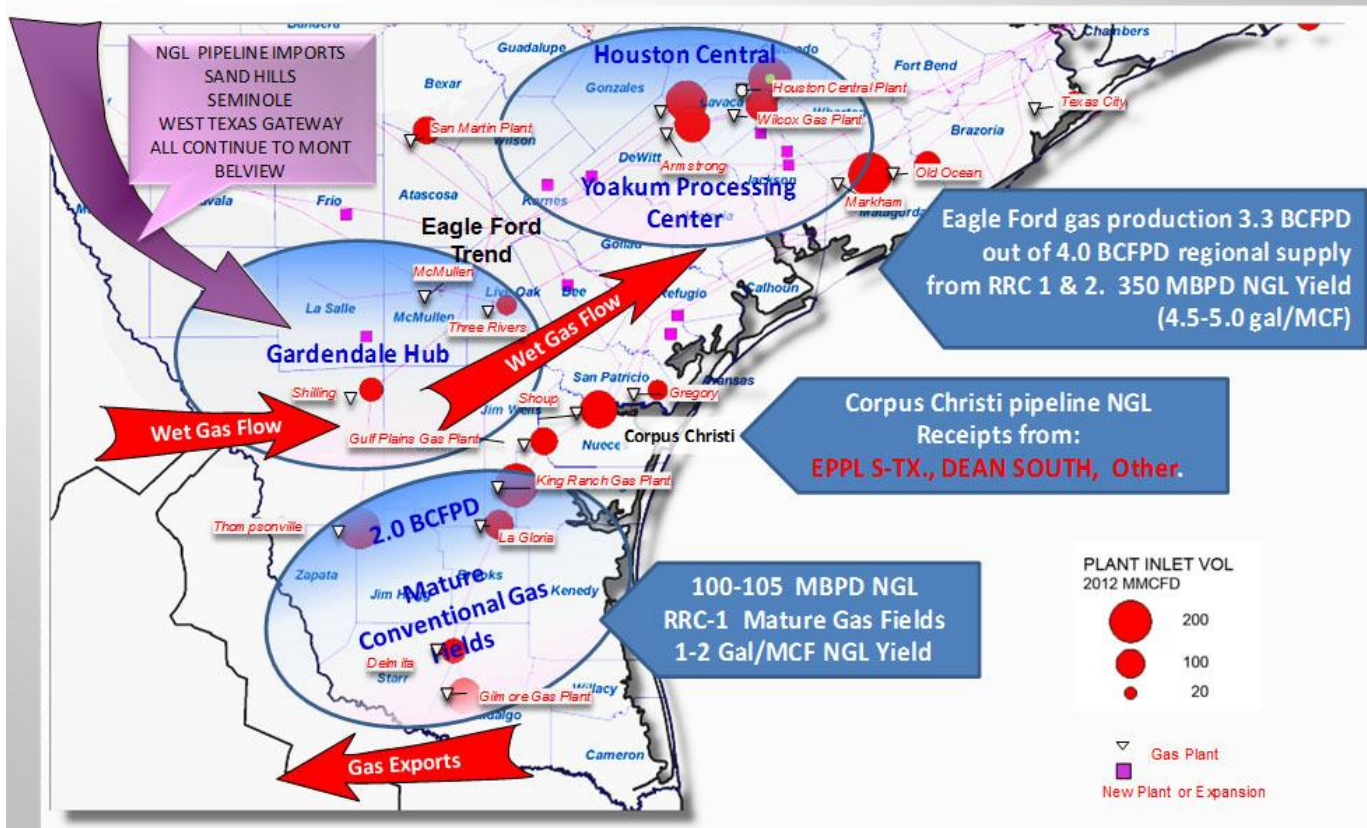 NGL PIPELINE IMPORTS
SAND HILLS
SEMINOLE
WEST TEXAS GATEWAY
ALL CONTINUE TO MONT
BELVIEW
Guadalupe
Bexar
Gonzales
Houston Central
Colorado
Lavaca
Fort Bend
Chambers
Houston Central Plant
Wharton
Texas City
Brazoria
San Martin Plant
Wilson
Wilcox Gas Plant
DeWitt
Armstrong
Jackson
Old Ocean
Frio
Atascosa
Karnes
Yoakum Processing
Center
Victoria
Markham
Matagorda
Eagle Ford
Trend
Goliad
Eagle Ford gas production 3.3 BCFPD
out of 4.0 BCFPD regional supply
from RRC 1 & 2. 350 MBPD NGL Yield
(4.5-5.0 gal/MCF)
McMullen
La Salle
McMullen
Live Oak
Bee
Refugio
Calhoun
Three Rivers
Gardendale Hub
Wet Gas Flow
Shilling
San Patricio
Aransas
Gregory
Jim Wells
Shoup
Wet Gas Flow
Gulf Plains Gas Plant
Nueces
Corpus Christi
Corpus Christi pipeline NGL
Receipts from:
EPPL S-TX., DEAN SOUTH, Other.
King Ranch Gas Plant
Thompsonville
2.0 BCFPD
La Gloria
Zapata
Jim Hogg
Brooks
Kenedy
Mature
Conventional Gas
Fields
100-105 MBPD NGL
RRC-1 Mature Gas Fields
1-2 Gal/MCF NGL Yield
Delmita
Starr
Willacy
Gilmore Gas Plant
Hidalgo
Cameron
Gas Exports
PLANT INLET VOL
2012 MMCFD
200
100
20
Gas Plant
New Plant or Expansion